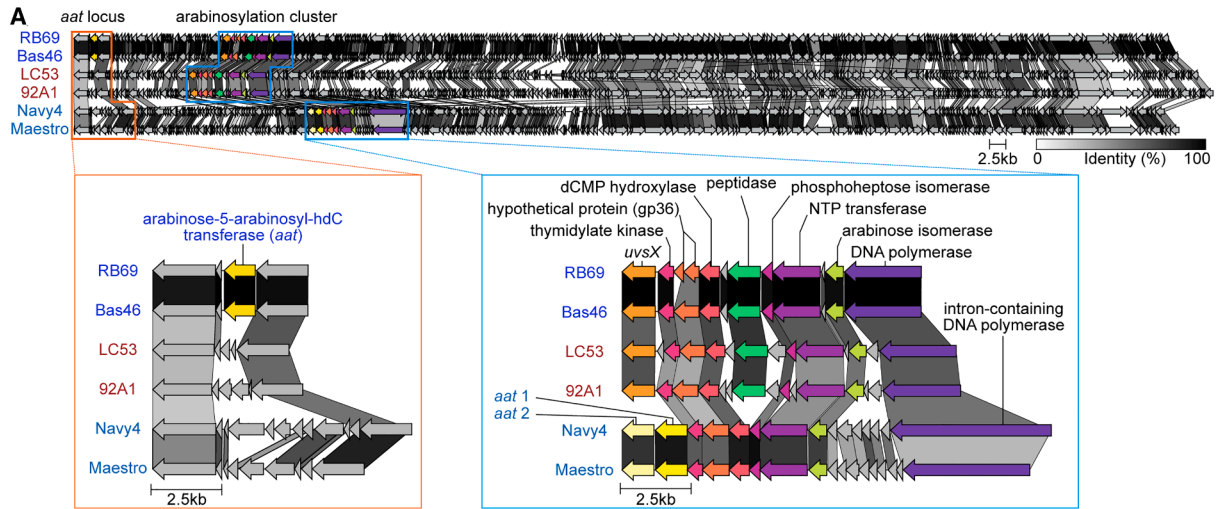 A
aat locus
arabinosylation cluster
RB69
Bas46
LC53
92A1
Navy4
Maestro
2.5kb
0
Identity (%)
100
arabinose-5-arabinosyl-hdC
transferase (aat)
RB69
Bas46
LC53
92A1
Navy4
Maestro
2.5kb
dCMP hydroxylase
peptidase
phosphoheptose isomerase
hypothetical protein (gp36)
NTP transferase
thymidylate kinase
arabinose isomerase
uvsX
DNA polymerase
RB69
Bas46
intron-containing
DNA polymerase
LC53
92A1
aat 1
aat 2
Navy4
Maestro
2.5kb